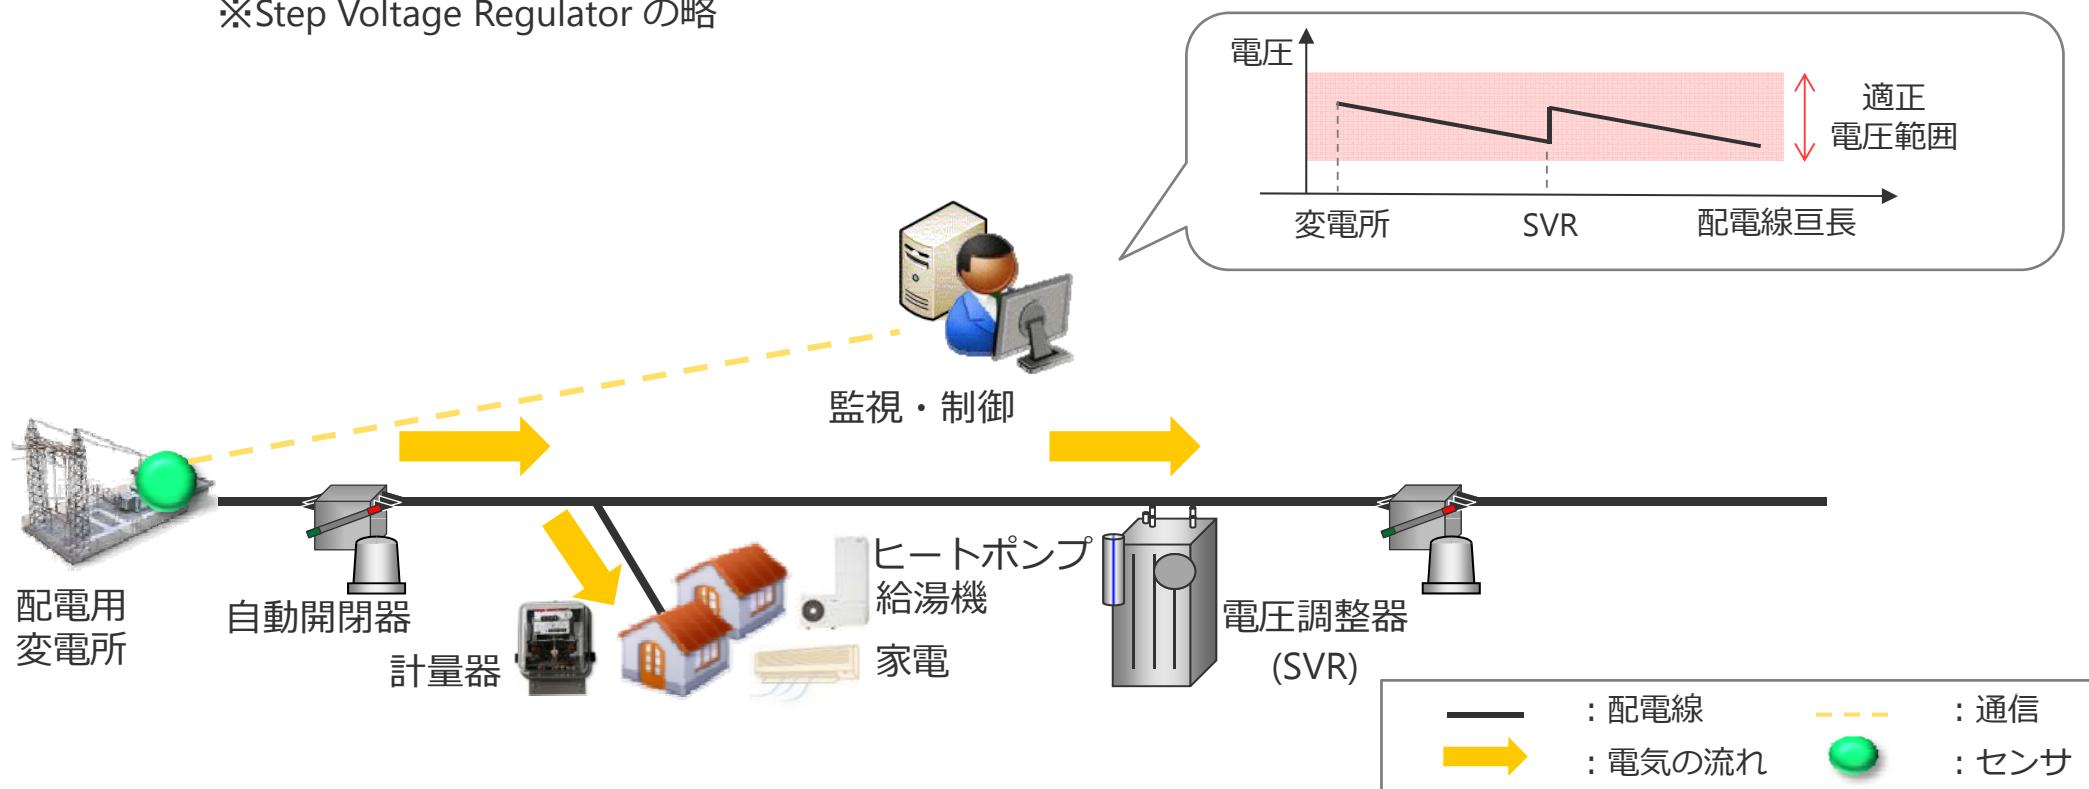 ※Step Voltage Regulator の略
電圧
適正
電圧範囲
変電所
SVR
配電線亘長
監視・制御
配電用
変電所
自動開閉器
計量器
ヒートポンプ
給湯機
家電
電圧調整器
(SVR)
：配電線
：通信
：電気の流れ
：センサ